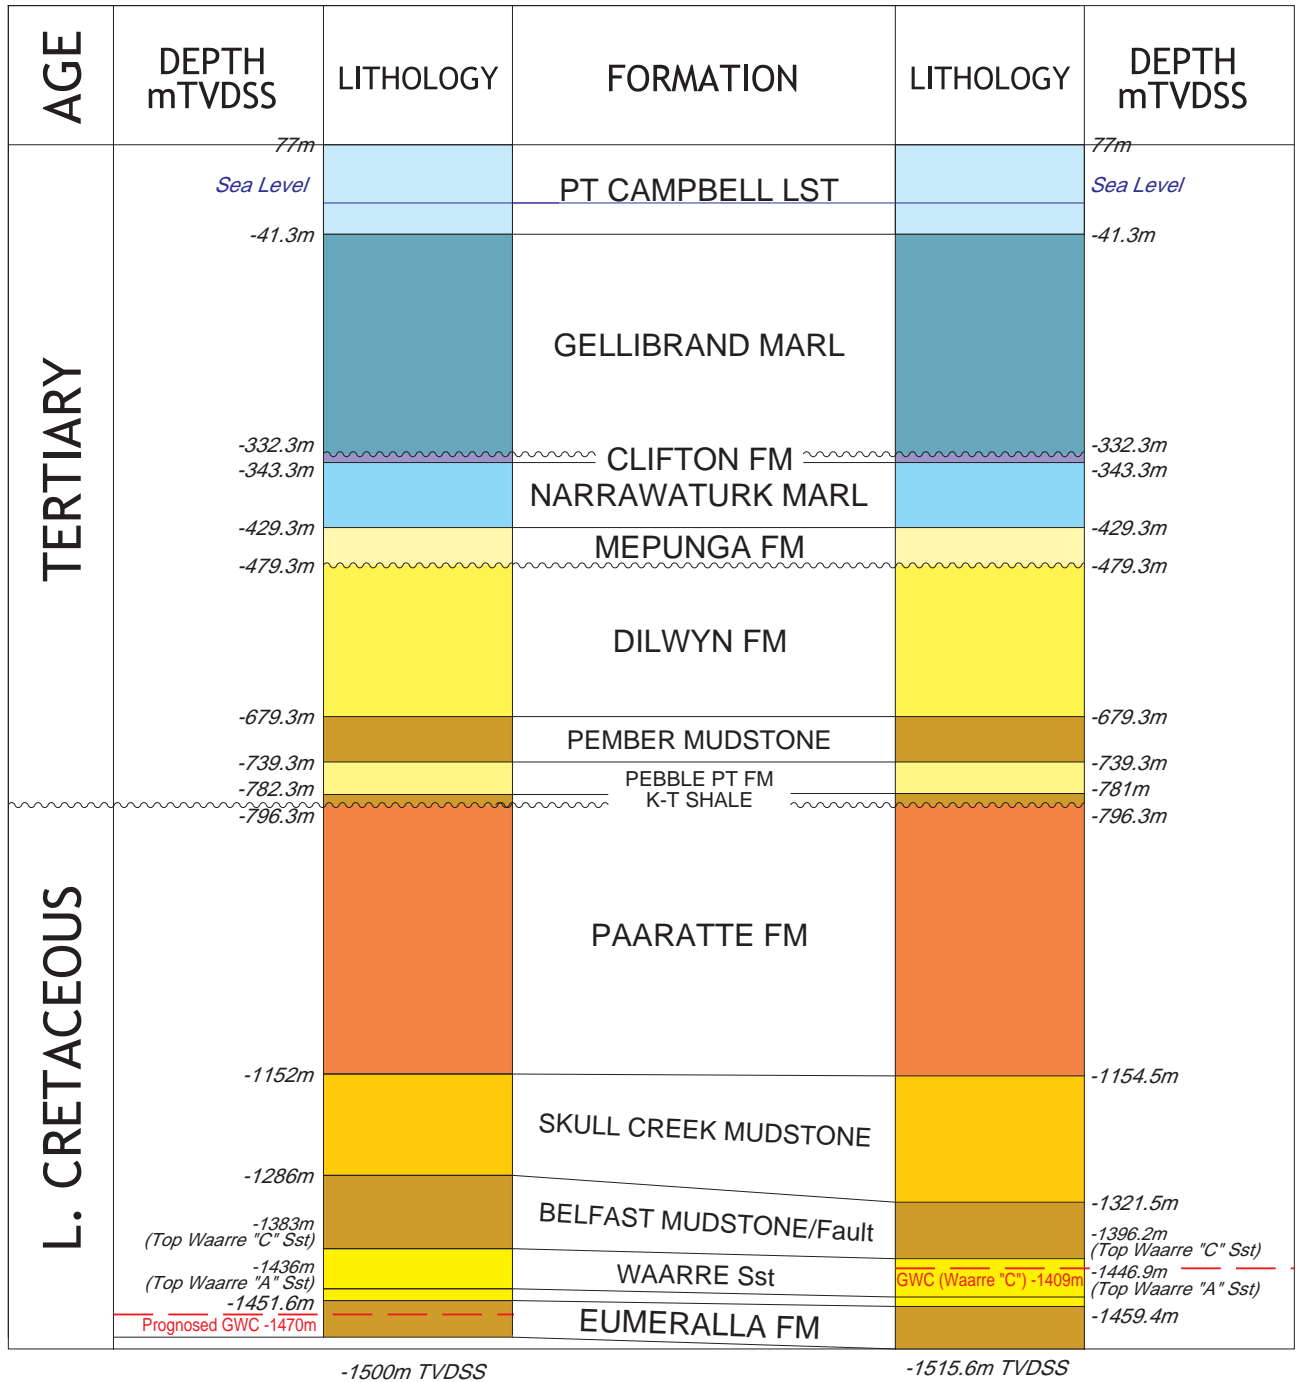 AGE
DEPTH
mTVDSS
LITHOLOGY
FORMATION
LITHOLOGY
DEPTH
mTVDSS
77m
77m
Sea Level
PT CAMPBELL LST
Sea Level
-41.3m
-41.3m
TERTIARY
GELLIBRAND MARL
-332.3m
-332.3m
CLIFTON FM
-343.3m
-343.3m
NARRAWATURK MARL
-429.3m
-429.3m
MEPUNGA FM
-479.3m
-479.3m
DILWYN FM
-679.3m
-679.3m
PEMBER MUDSTONE
-739.3m
-739.3m
PEBBLE PT FM
-782.3m
-781m
K-T SHALE
-796.3m
-796.3m
L. CRETACEOUS
PAARATTE FM
-1152m
-1154.5m
SKULL CREEK MUDSTONE
-1286m
-1321.5m
BELFAST MUDSTONE/Fault
-1383m
(Top Waarre "C" Sst)
-1396.2m
(Top Waarre "C" Sst)
-1436m
(Top Waarre "A" Sst)
WAARRE Sst
GWC (Waarre "C") -1409m
-1446.9m
(Top Waarre "A" Sst)
-1451.6m
-1459.4m
Prognosed GWC -1470m
EUMERALLA FM
-1500m TVDSS
-1515.6m TVDSS